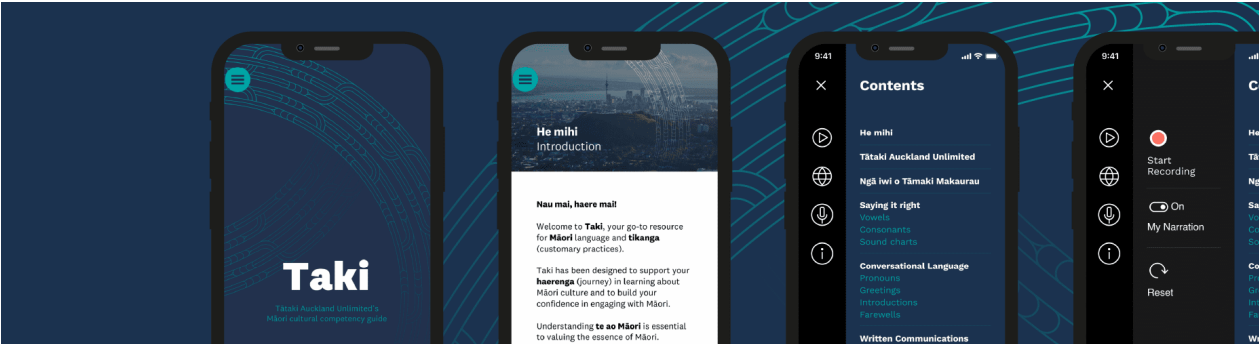 Taki
Tātaki Auckland Unlimited's
Māori cultural competency guide
He mihi
Introduction
Nau mai, haere mai!
Welcome to Taki, your go-to resource
for Māori language and tikanga
(customary practices).
Taki has been designed to support your
haerenga (journey) in learning about
Māori culture and to build your
confidence in engaging with Māori.
Understanding te ao Māori is essential
to valuing the essence of Māori.
9:41
Contents
He mihi
Tātaki Auckland Unlimited
Ngā iwi o Tāmaki Makaurau
Saying it right
Vowels
Consonants
Sound charts
Conversational Language
Pronouns
Greetings
Introductions
Farewells
Written Communications
9:41
Start
Recording
On
My Narration
Reset